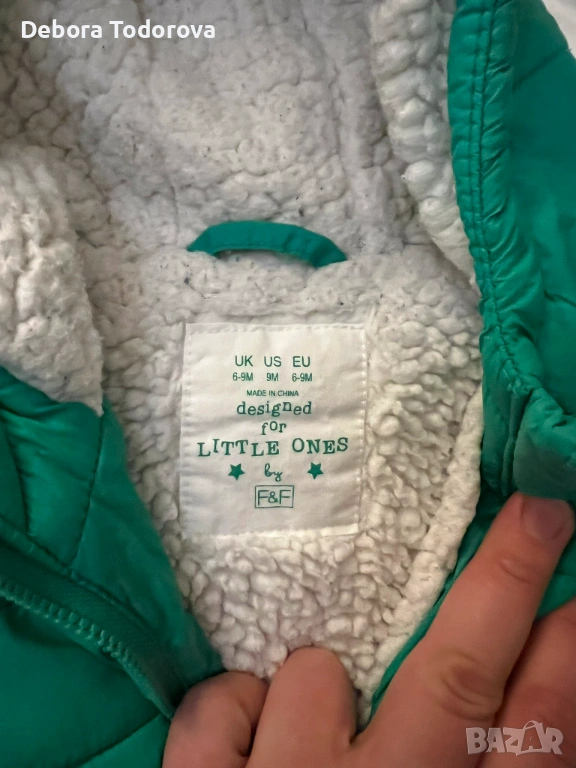 Debora Todorova
UK US EU
6-9M 9M 6-9M
MADE IN CHINA
designed
for
LITTLE ONES
by
F&F
BAZAR